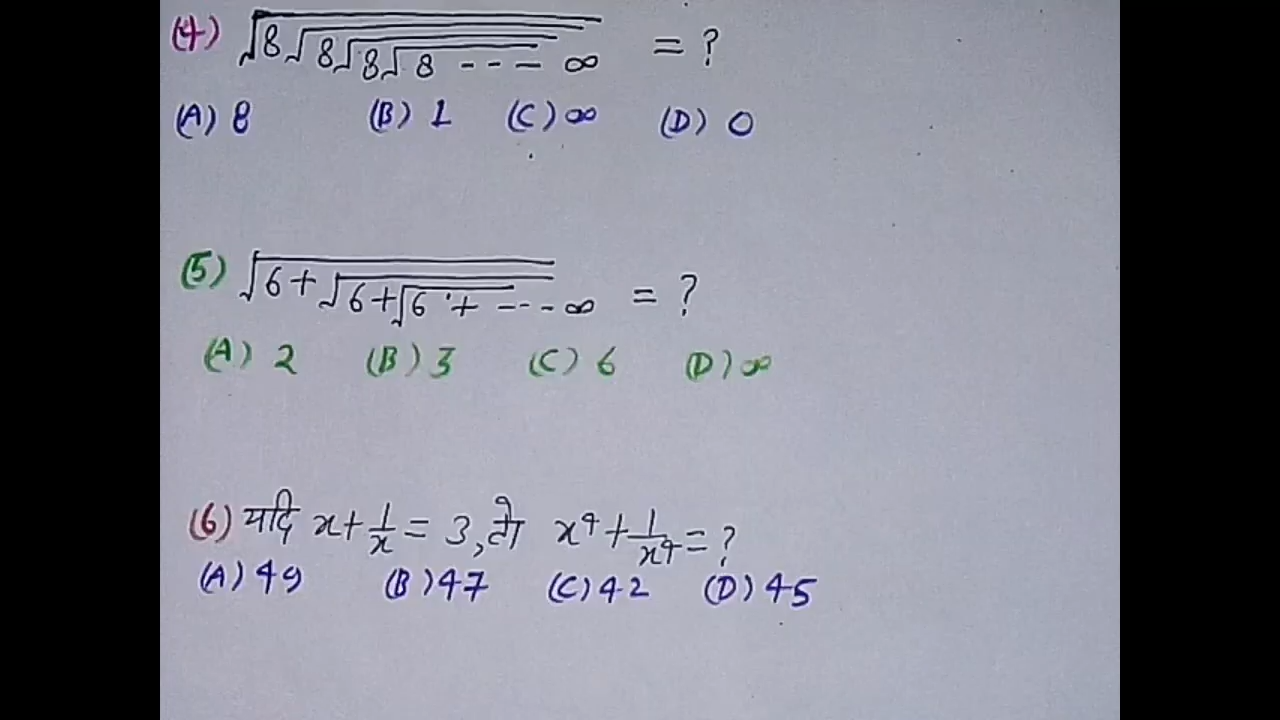 (4) √8√8√8√8 --- ∞ = ?
(A) 8 (B) 1 (C) ∞ (D) 0
(5) √6+√6+√6 + --- ∞ = ?
(A) 2 (B) 3 (C) 6 (D) ∞
(6) यदि x+1/x = 3, तो x⁴+1/x⁴ = ?
(A) 49 (B) 47 (C) 42 (D) 45